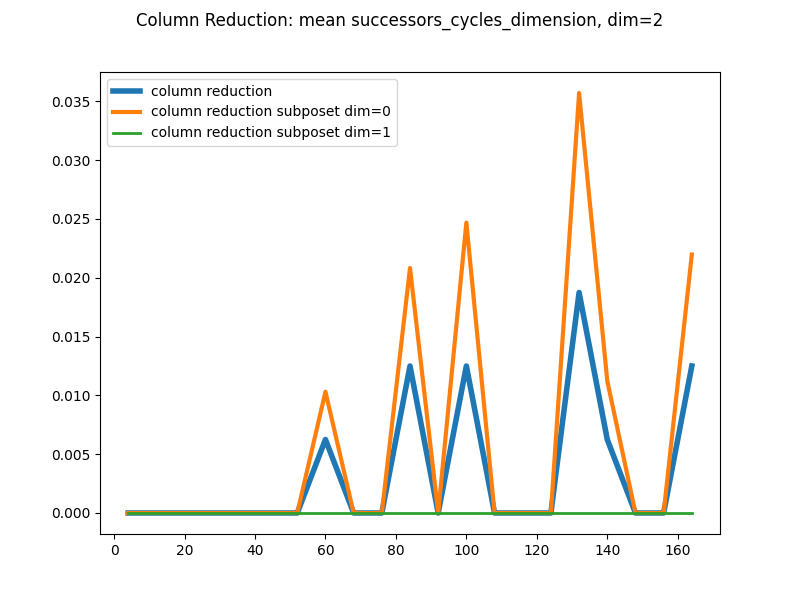 Column Reduction: mean successors_cycles_dimension, dim=2
column reduction
column reduction subposet dim=0
column reduction subposet dim=1
0.035
0.030
0.025
0.020
0.015
0.010
0.005
0.000
0 20 40 60 80 100 120 140 160